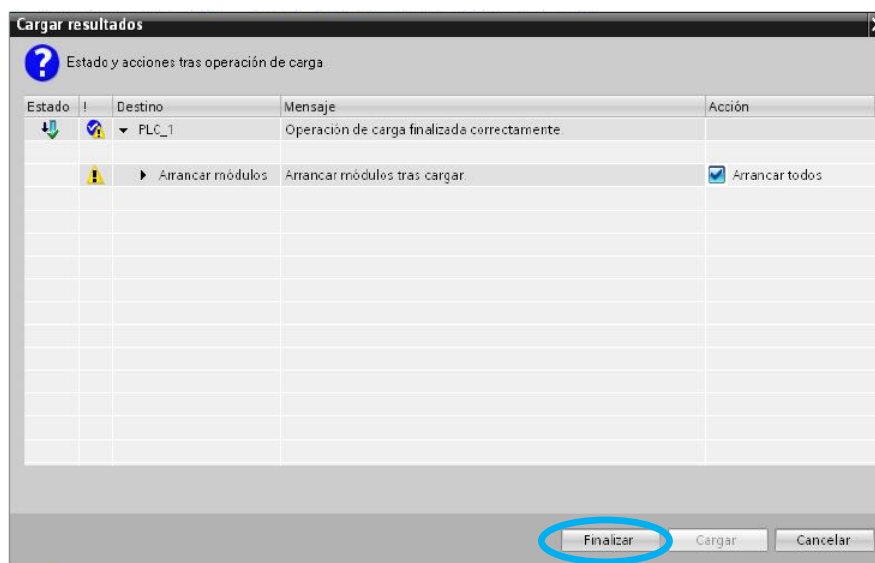 Cargar resultados
Estado y acciones tras operación de carga
Estado ! Destino Mensaje Acción
PLC_1 Operación de carga finalizada correctamente.
Arrancar módulos Arrancar módulos tras cargar. Arrancar todos
Finalizar Cargar Cancelar